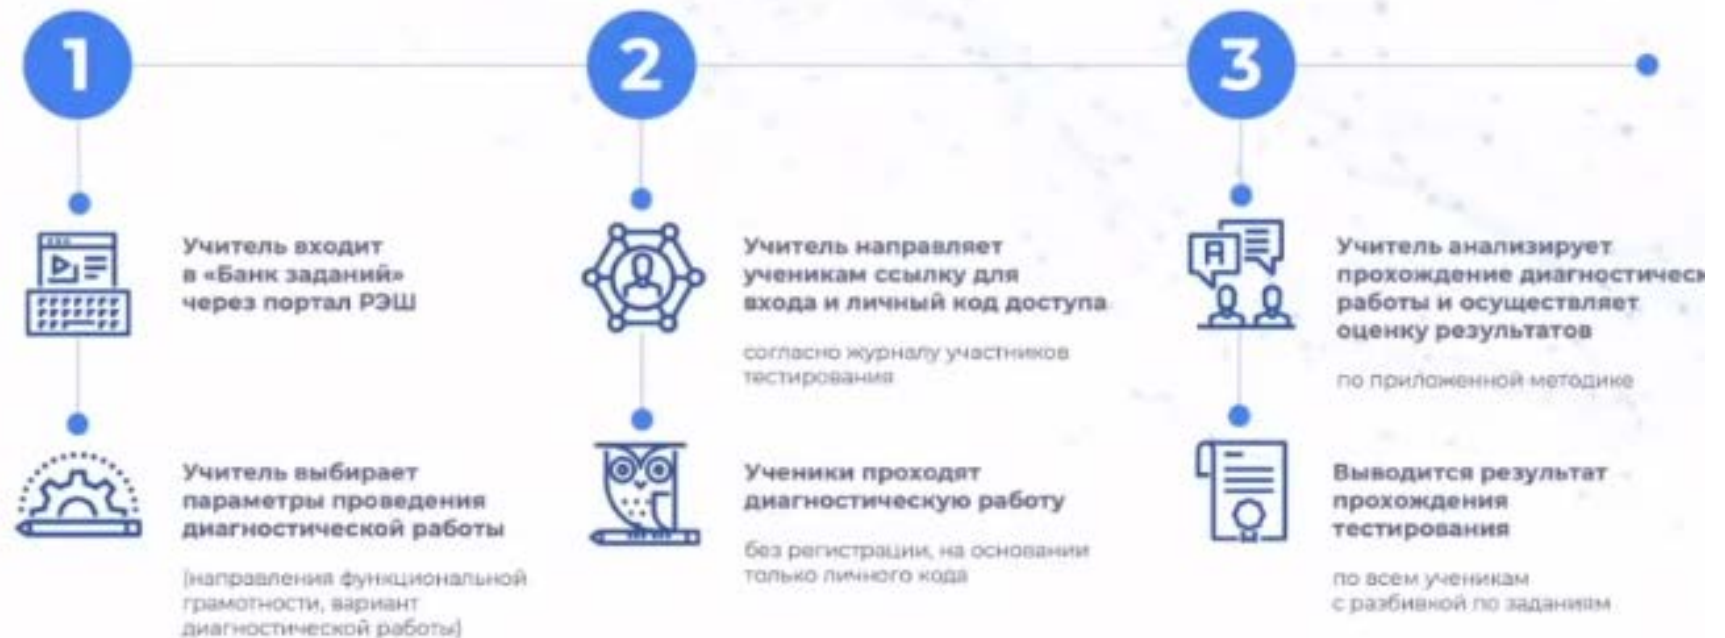 1
Учитель входит
в «Банк заданий»
через портал РЭШ
Учитель выбирает
параметры проведения
диагностической работы
(направления функциональной
грамотности, вариант
диагностической работы)
2
Учитель направляет
ученикам ссылку для
входа и личный код доступа
согласно журналу участников
тестирования
Ученики проходят
диагностическую работу
без регистрации, на основании
только личного кода
3
A
Учитель анализирует
прохождение диагностическ
работы и осуществляет
оценку результатов
по приложенной методике
Выводится результат
прохождения
тестирования
по всем ученикам
с разбивкой по заданиям